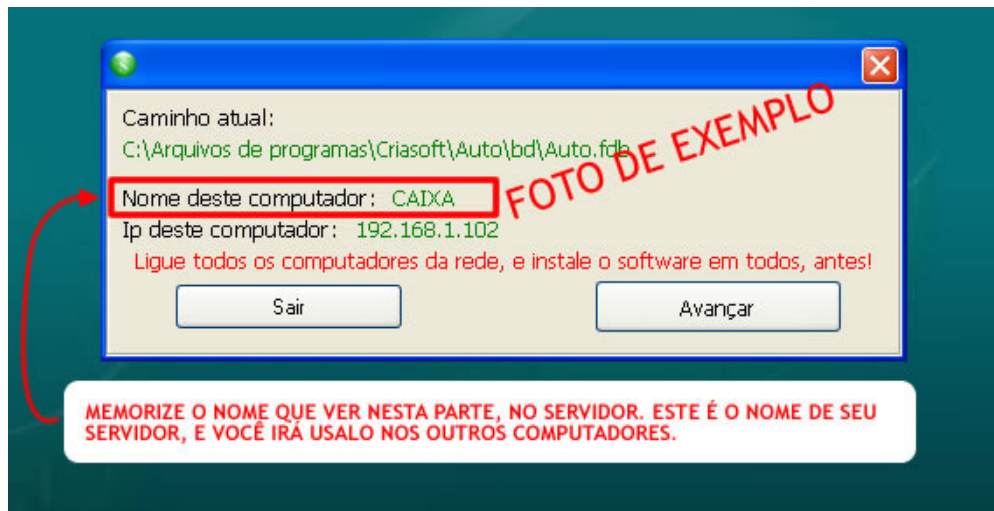 Caminho atual:
C:\Arquivos de programas\Criasoft\Auto\bd\Auto.fdb
FOTO DE EXEMPLO
Nome deste computador: CAIXA
Ip deste computador: 192.168.1.102
Ligue todos os computadores da rede, e instale o software em todos, antes!
Sair
Avançar
MEMORIZE O NOME QUE VER NESTA PARTE, NO SERVIDOR. ESTE É O NOME DE SEU
SERVIDOR, E VOCÊ IRÁ USALO NOS OUTROS COMPUTADORES.